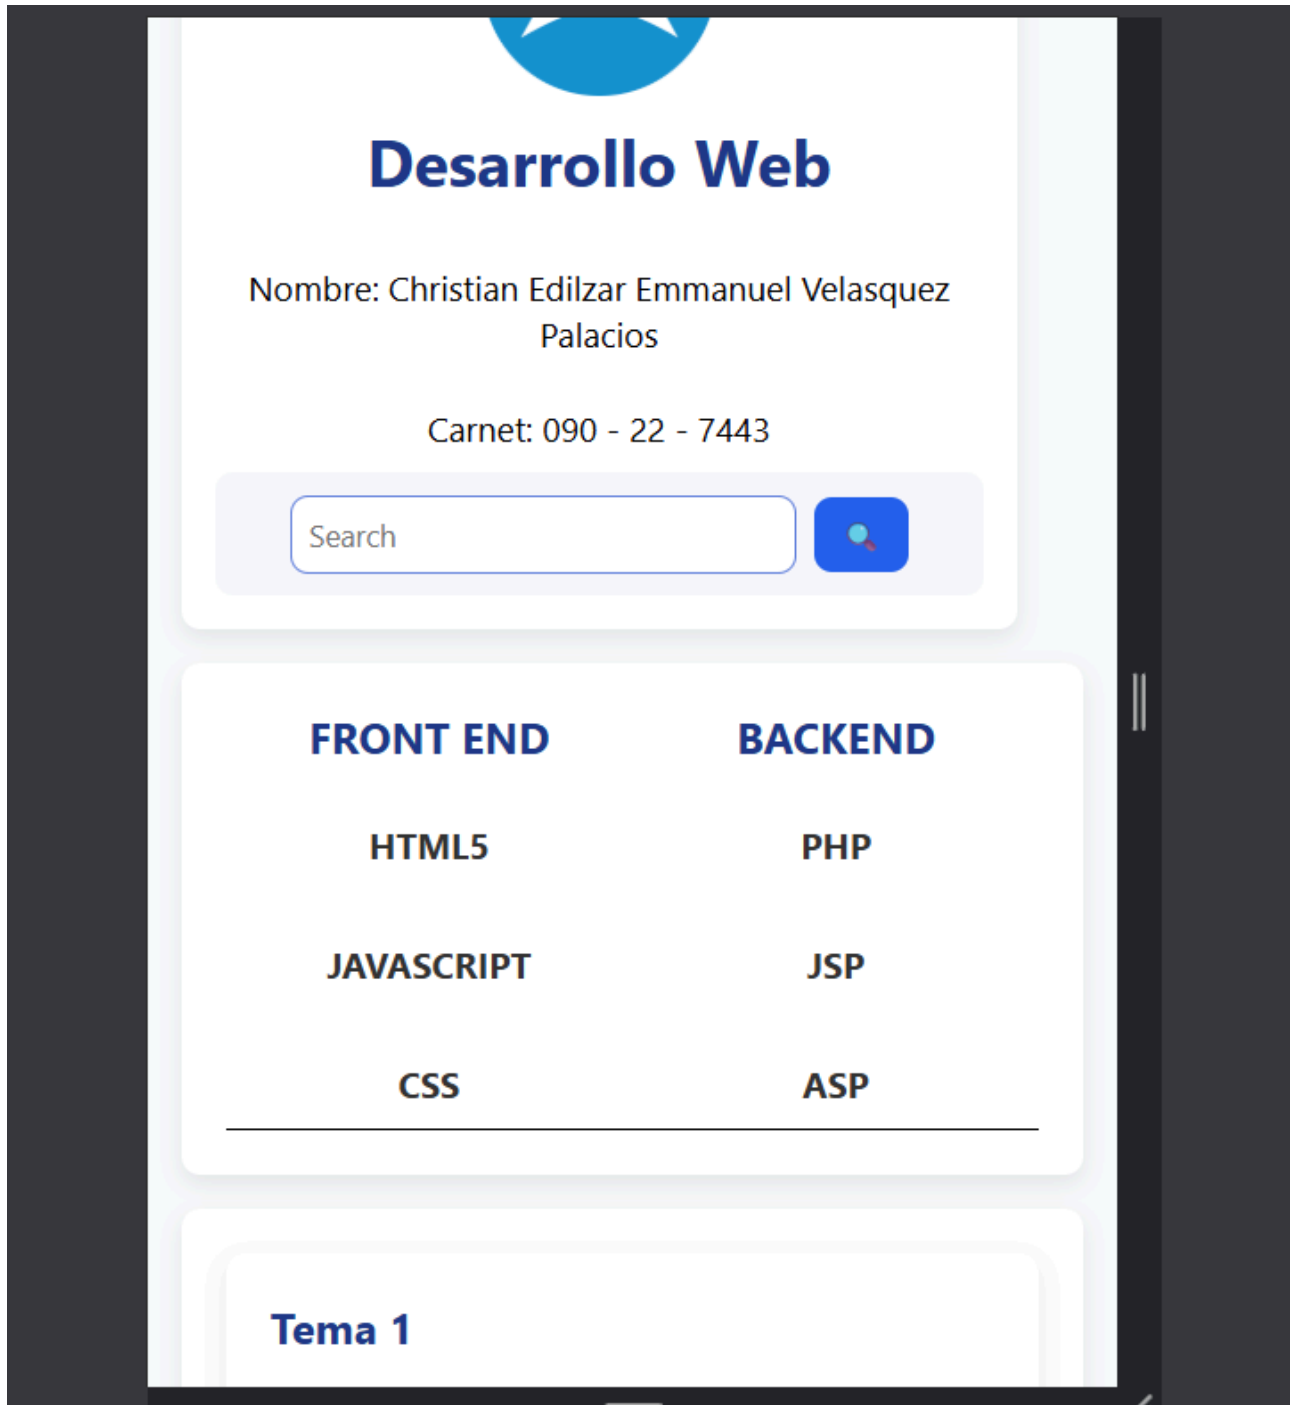 Desarrollo Web
Nombre: Christian Edilzar Emmanuel Velasquez
Palacios
Carnet: 090 - 22 - 7443
Search
FRONT END BACKEND
HTML5 PHP
JAVASCRIPT JSP
CSS ASP
Tema 1